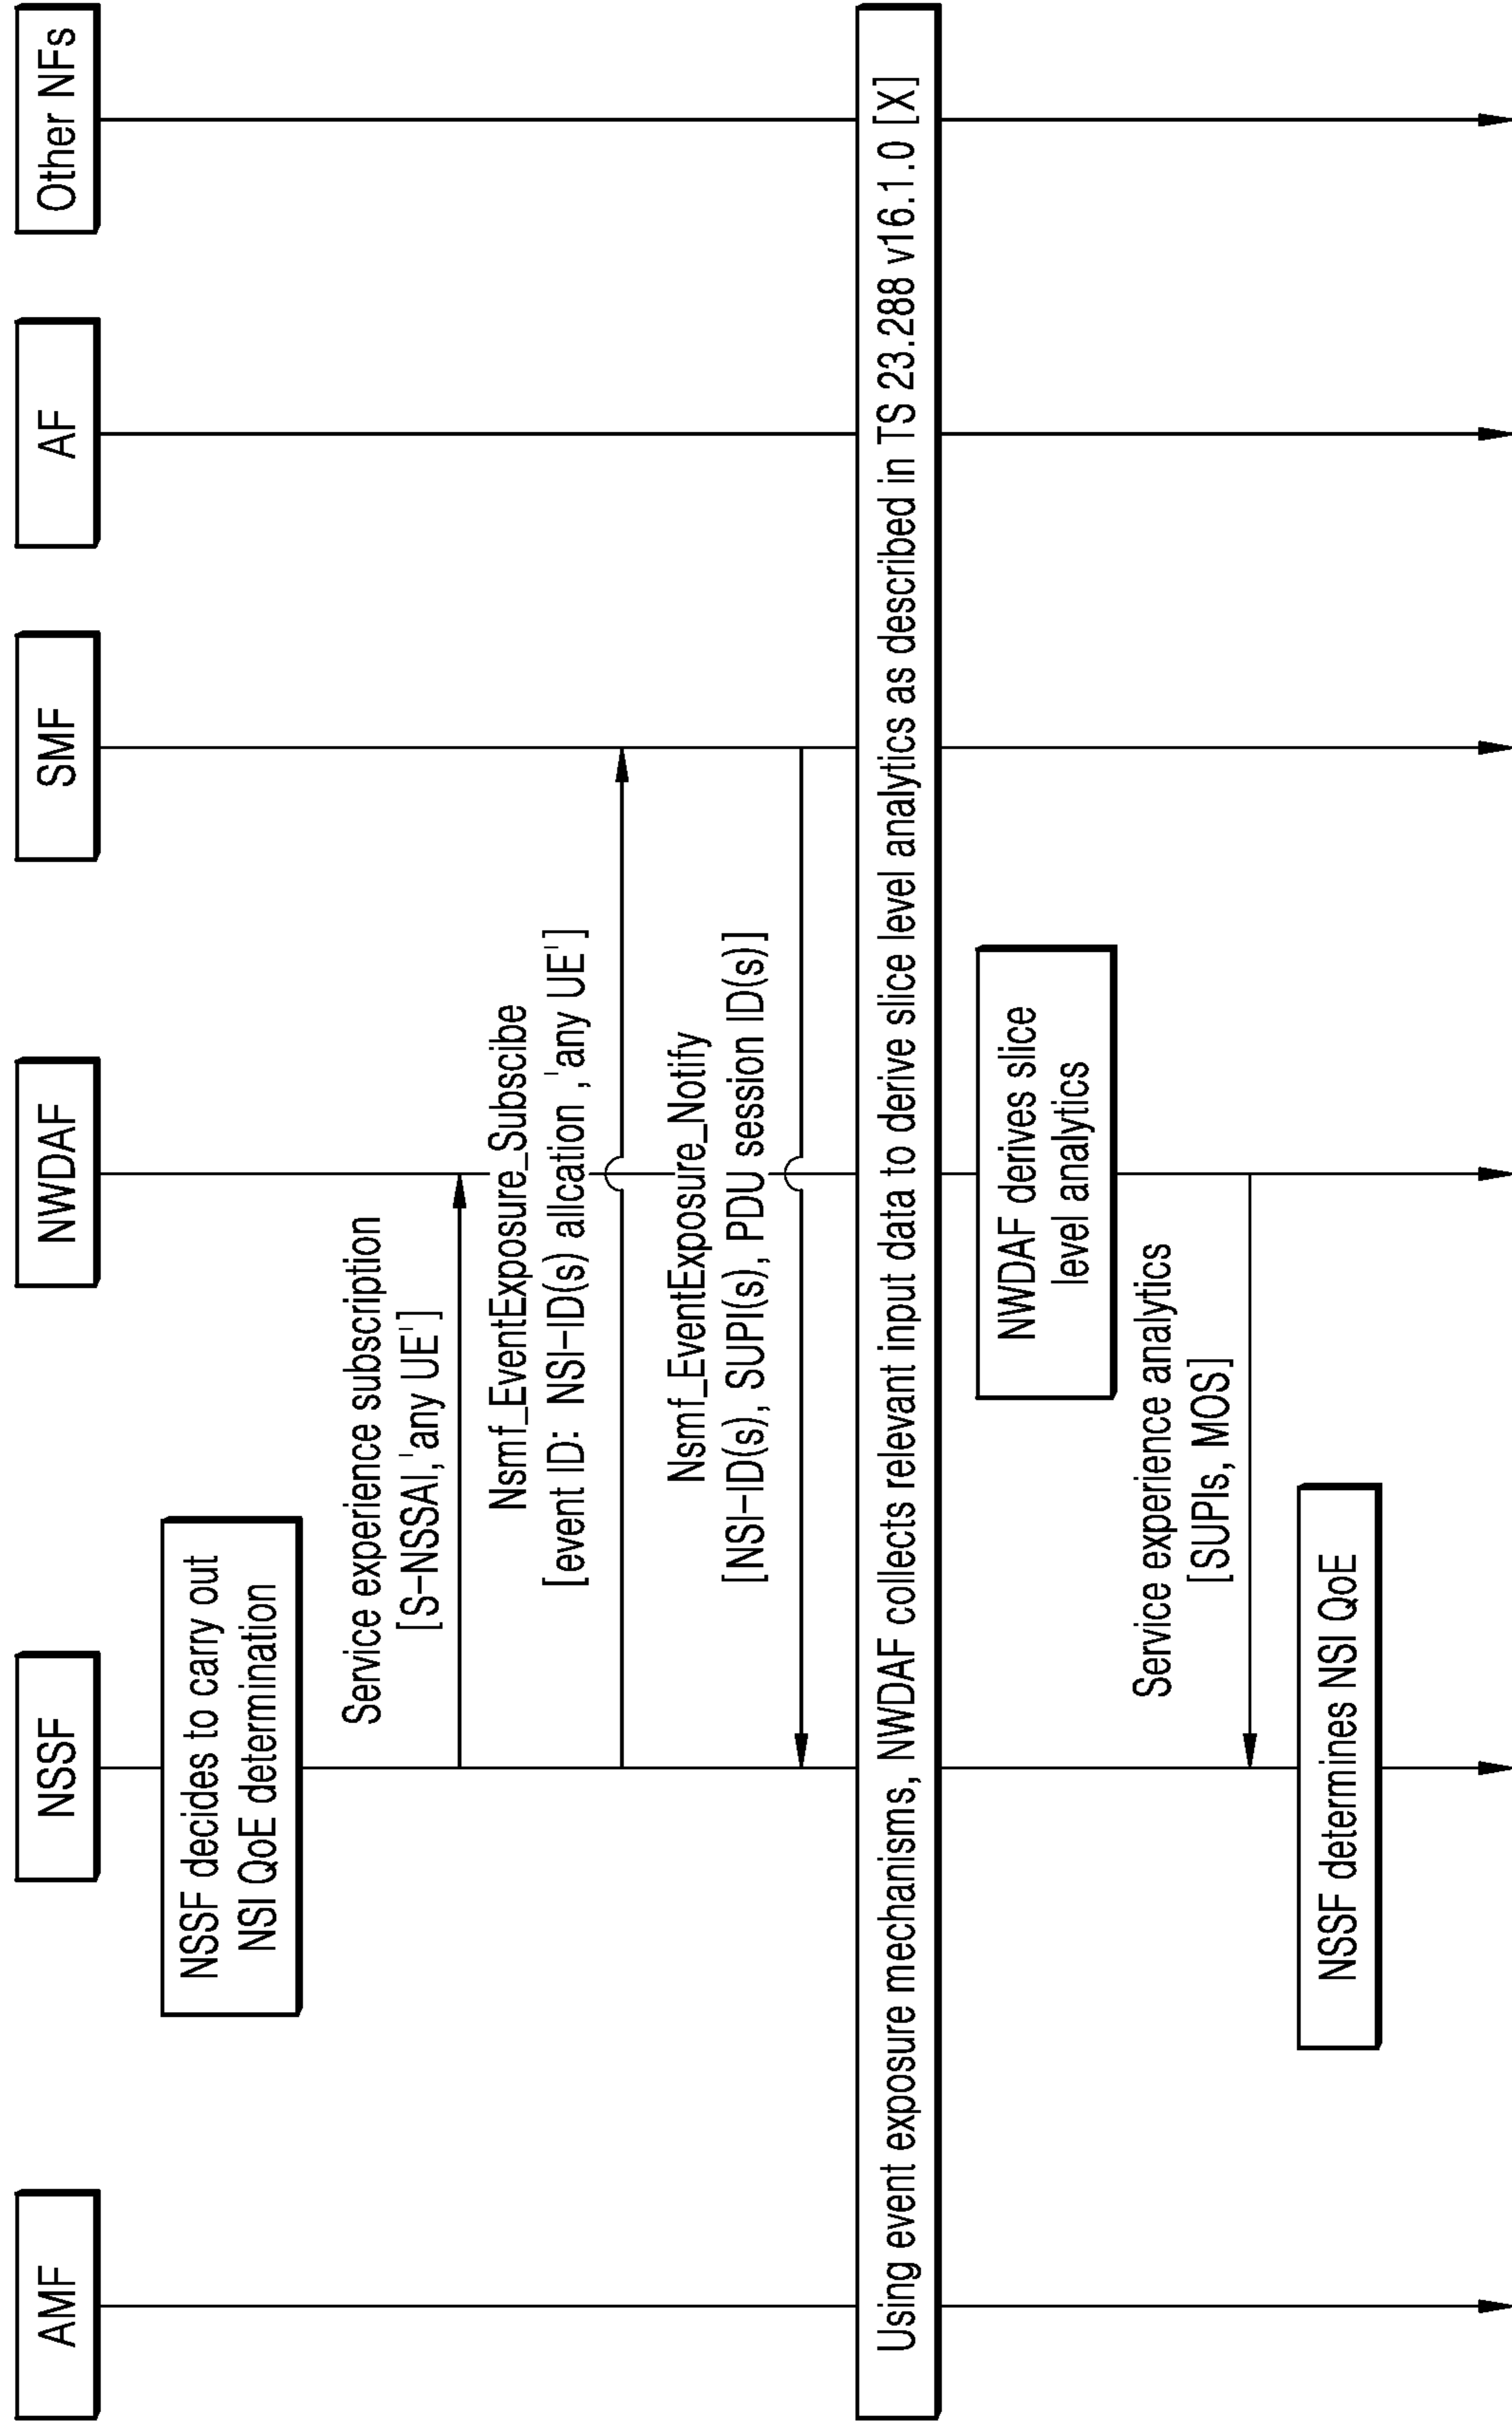 AMF
NSSF
NWDAF
SMF
AF
Other NFs
NSSF decides to carry out
NSI QoE determination
Service experience subscription
[S-NSSAI,'any UE']
Nsmf_EventExposure_Subscibe
[event ID: NSI-ID(s) allcation ,'any UE']
Nsmf_EventExposure_Notify
[NSI-ID(s), SUPI(s), PDU session ID(s)]
Using event exposure mechanisms, NWDAF collects relevant input data to derive slice level analytics as described in TS 23.288 v16.1.0 [X]
NWDAF derives slice
level analytics
Service experience analytics
[SUPIs, MOS]
NSSF determines NSI QoE